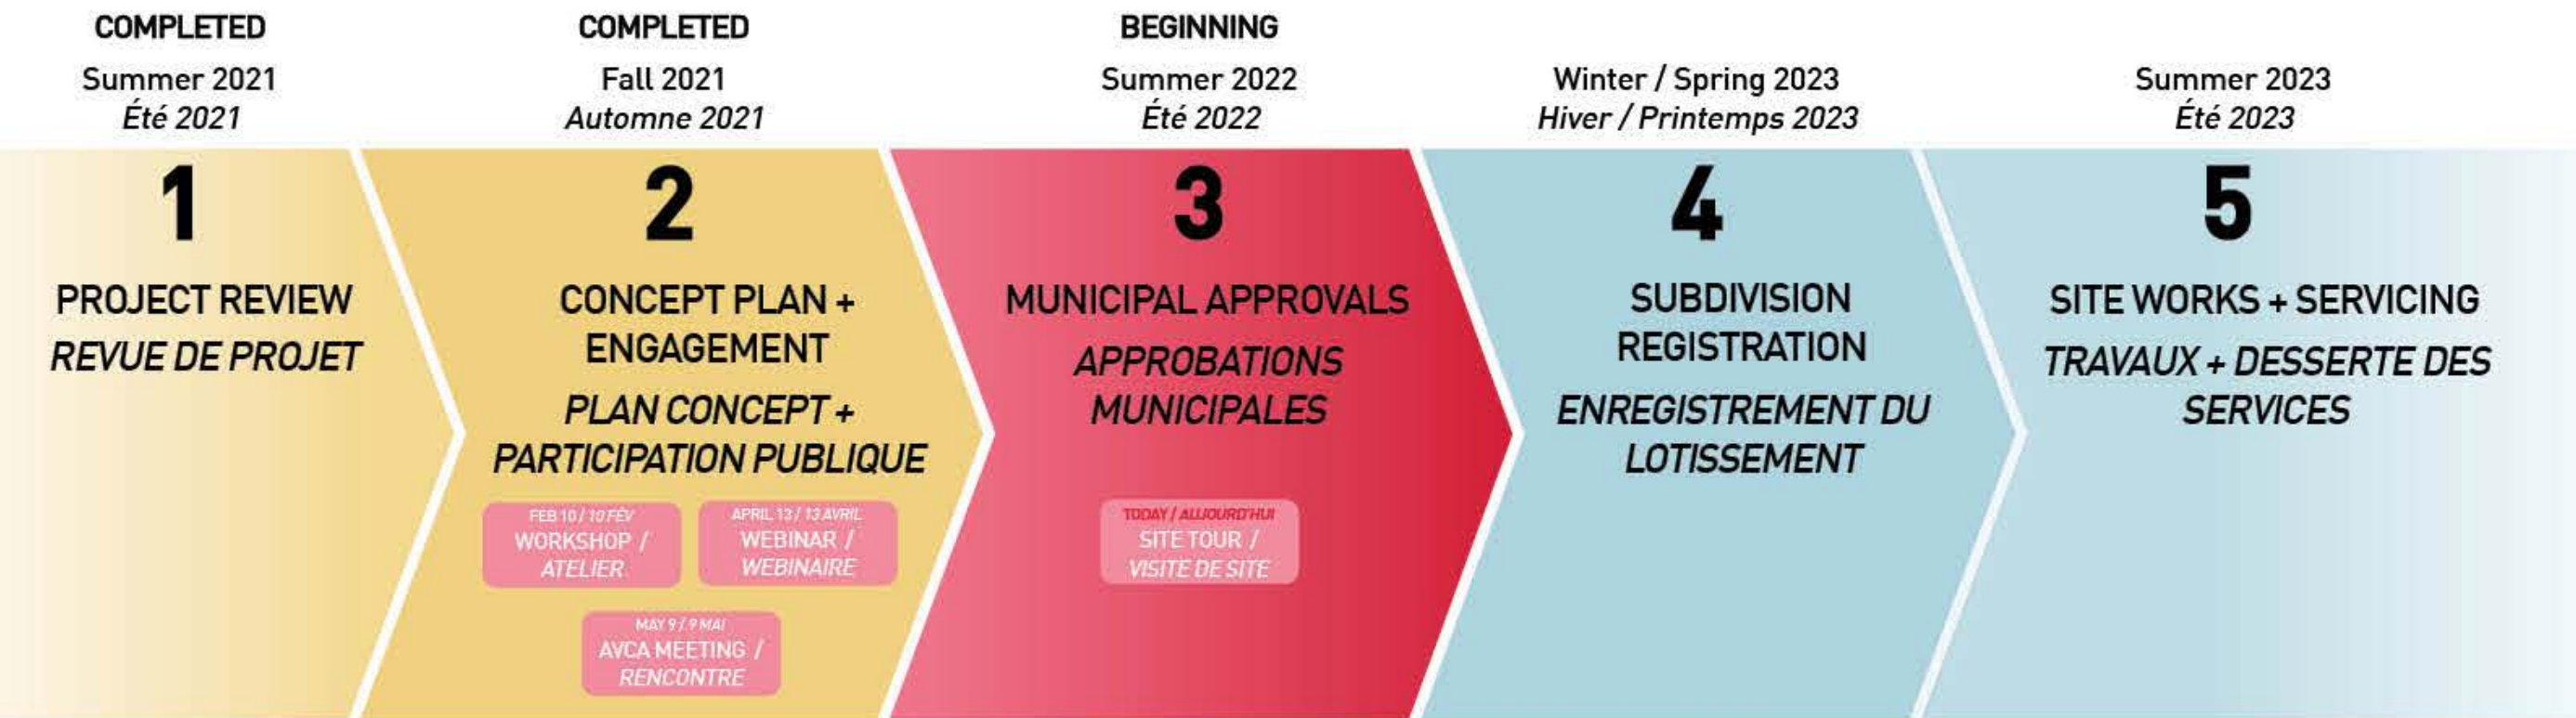 COMPLETED
Summer 2021
Été 2021
1
PROJECT REVIEW
REVUE DE PROJET
COMPLETED
Fall 2021
Automne 2021
2
CONCEPT PLAN +
ENGAGEMENT
PLAN CONCEPT +
PARTICIPATION PUBLIQUE
FEB 10 / 10 FÉV
WORKSHOP /
ATELIER
APRIL 13 / 13 AVRIL
WEBINAR /
WEBINAIRE
MAY 9 / 9 MAI
AVCA MEETING /
RENCONTRE
BEGINNING
Summer 2022
Été 2022
3
MUNICIPAL APPROVALS
APPROBATIONS
MUNICIPALES
TODAY / AUJOURD'HUI
SITE TOUR /
VISITE DE SITE
Winter / Spring 2023
Hiver / Printemps 2023
4
SUBDIVISION
REGISTRATION
ENREGISTREMENT DU
LOTISSEMENT
Summer 2023
Été 2023
5
SITE WORKS + SERVICING
TRAVAUX + DESSERTE DES
SERVICES